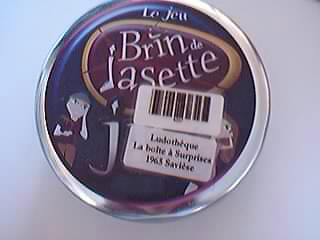 Le jeu
Brin de
Jasette
j
Ludothèque
La boîte à Surprises
1965 Savièse